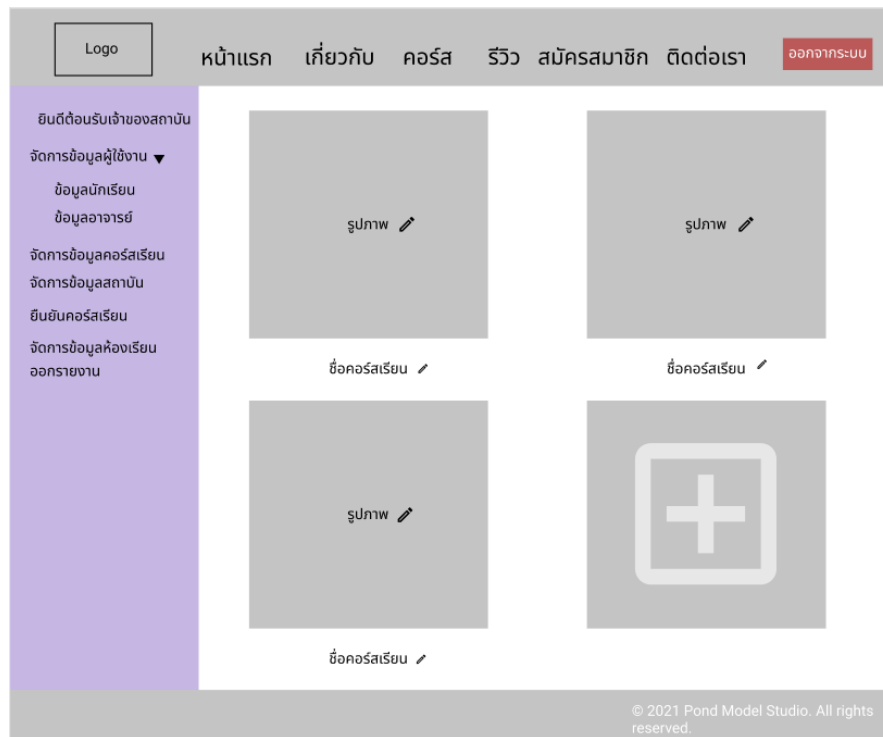 Logo
หน้าแรก เกี่ยวกับ คอร์ส รีวิว สมัครสมาชิก ติดต่อเรา
ออกจากระบบ
ยินดีต้อนรับเจ้าของสถาบัน
จัดการข้อมูลผู้ใช้งาน
ข้อมูลนักเรียน
ข้อมูลอาจารย์
จัดการข้อมูลคอร์สเรียน
จัดการข้อมูลสถาบัน
ยืนยันคอร์สเรียน
จัดการข้อมูลห้องเรียน
ออกรายงาน
รูปภาพ
รูปภาพ
ชื่อคอร์สเรียน
ชื่อคอร์สเรียน
รูปภาพ
ชื่อคอร์สเรียน
© 2021 Pond Model Studio. All rights
reserved.